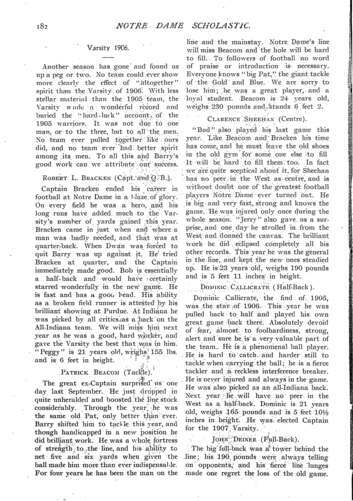 182
NOTRE DAME SCHOLASTIC.
Varsity 1906.
Another season has gone and found us
up a peg or two. No team could ever show
more clearly the effect of "altogether"
spirit than the Varsity of 1906. With less
stellar material than the 1905 team, the
Varsity made a wonderful record and
buried the "hard-luck" account of the
1905 warriors. It was not due to one
man, or to the three, but to all the men.
No team ever pulled together like ours
did, and no team ever had better spirit
among its men. To all this and Barry's
good work can we attribute our success.
ROBERT L. BRACKEN (Capt. and Q. B.).
Captain Bracken ended his career in
football at Notre Dame in a blaze of glory.
On every field he was a hero, and his
long runs have added much to the Var-
sity's number of yards gained this year.
Bracken came in just when and where a
man was badly needed, and that was at
quarter-back. When Dwan was forced to
quit Barry was up against it. He tried
Bracken at quarter, and the Captain
immediately made good. Bob is essentially
a half-back and would have certainly
starred wonderfully in the new game. He
is fast and has a good head. His ability
as a broken field runner is attested by his
brilliant showing at Purdue. At Indiana he
was picked by all critics as a back on the
All-Indiana team. We will miss him next
year as he was a good, hard worker, and
gave the Varsity the best that was in him.
"Peggy" is 21 years old, weighs 155 lbs.
and is 6 feet in height.
PATRICK BEACOM (Tackle).
The great ex-Captain surprised us one
day last September. He just dropped in
quite unheralded and boosted the line stock
considerably. Through the year he was
the same old Pat, only better than ever.
Barry shifted him to tackle this year, and
though handicapped in a new position he
did brilliant work. He was a whole fortress
of strength to the line, and his ability to
net five and six yards when given the
ball made him more than ever indispensable.
For four years he has been the man on the
line and the mainstay. Notre Dame's line
will miss Beacom and the hole will be hard
to fill. To followers of football no word
of praise or introduction is necessary.
Everyone knows "big Pat," the giant tackle
of the Gold and Blue. We are sorry to
lose him; he was a great player, and a
loyal student. Beacom is 24 years old,
weighs 230 pounds and stands 6 feet 2.
CLARENCE SHEEHAN (Centre).
"Bud" also played his last game this
year. Like Beacom and Bracken his time
has come, and he must leave the old shoes
in the old gym for some one else to fill.
It will be hard to fill them too. In fact
we are quite sceptical about it, for Sheehan
has no peer in the West as centre, and is
without doubt one of the greatest football
players Notre Dame ever turned out. He
is big and very fast, strong and knows the
game. He was injured only once during the
whole season. "Jerry" also gave us a sur-
prise, and one day he strolled in from the
West and donned the canvas. The brilliant
work he did eclipsed completely all his
other records. This year he was the general
in the line, and kept the new ones steadied
up. He is 23 years old, weighs 190 pounds
and is 5 feet 11 inches in height.
DOMINIC CALLICRATE (Half-Back).
Dominic Callicrate, the find of 1905,
was the star of 1906. This year he was
pulled back to half and played his own
great game back there. Absolutely devoid
of fear, almost to foolhardiness, strong,
alert and sure he is a very valuable part of
the team. He is a phenomenal ball player.
He is hard to catch and harder still to
tackle when carrying the ball; he is a fierce
tackler and a reckless interference breaker.
He is never injured and always in the game.
He was also picked as an all-Indiana back.
Next year he will have no peer in the
West as a half-back. Dominic is 21 years
old, weighs 165 pounds and is 5 feet 10½
inches in height. He was elected Captain
for the 1907 Varsity.
JOHN DIENER (Full-Back).
The big full-back was a tower behind the
line; his 190 pounds were always telling
on opponents, and his fierce line lunges
made one regret the loss of the old game.